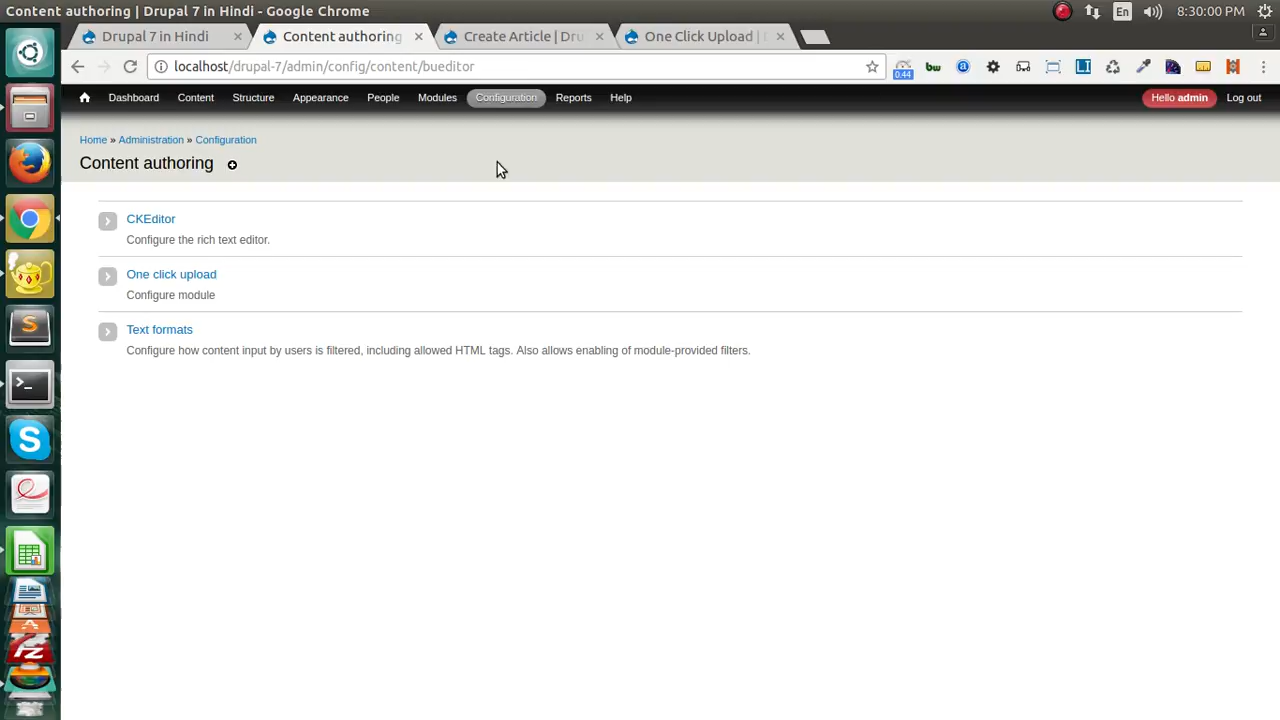 Content authoring | Drupal 7 in Hindi - Google Chrome
En
8:30:00 PM
Drupal 7 in Hindi
Content authoring
Create Article | Dru
One Click Upload |
localhost/drupal-7/admin/config/content/bueditor
0.44
bw
LI
Dashboard
Content
Structure
Appearance
People
Modules
Configuration
Reports
Help
Hello admin
Log out
Home » Administration » Configuration
Content authoring
CKEditor
Configure the rich text editor.
One click upload
Configure module
Text formats
Configure how content input by users is filtered, including allowed HTML tags. Also allows enabling of module-provided filters.